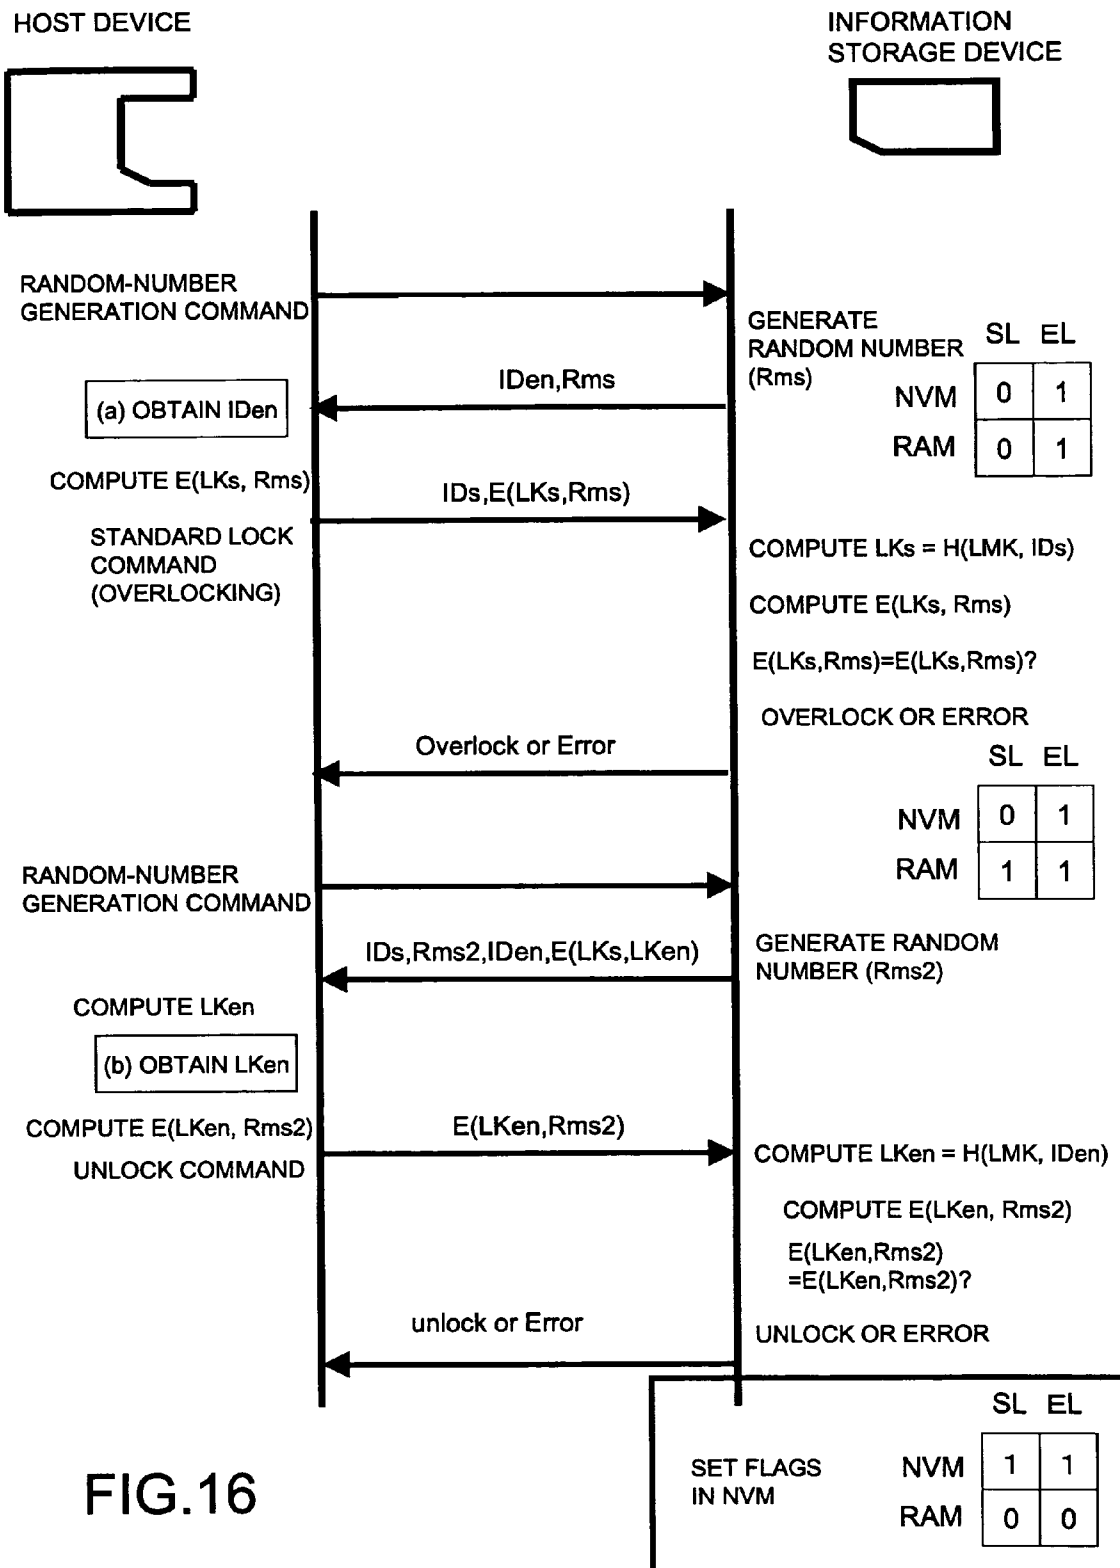 HOST DEVICE
INFORMATION
STORAGE DEVICE
RANDOM-NUMBER
GENERATION COMMAND
GENERATE
RANDOM NUMBER
(Rms)
SL EL
NVM 0 1
RAM 0 1
IDen,Rms
(a) OBTAIN IDen
COMPUTE E(LKs, Rms)
IDs,E(LKs,Rms)
STANDARD LOCK
COMMAND
(OVERLOCKING)
COMPUTE LKs = H(LMK, IDs)
COMPUTE E(LKs, Rms)
E(LKs,Rms)=E(LKs,Rms)?
OVERLOCK OR ERROR
Overlock or Error
SL EL
NVM 0 1
RAM 1 1
RANDOM-NUMBER
GENERATION COMMAND
IDs,Rms2,IDen,E(LKs,LKen)
GENERATE RANDOM
NUMBER (Rms2)
COMPUTE LKen
(b) OBTAIN LKen
COMPUTE E(LKen, Rms2)
UNLOCK COMMAND
E(LKen,Rms2)
COMPUTE LKen = H(LMK, IDen)
COMPUTE E(LKen, Rms2)
E(LKen,Rms2)
=E(LKen,Rms2)?
unlock or Error
UNLOCK OR ERROR
SL EL
SET FLAGS
IN NVM
NVM 1 1
RAM 0 0
FIG.16